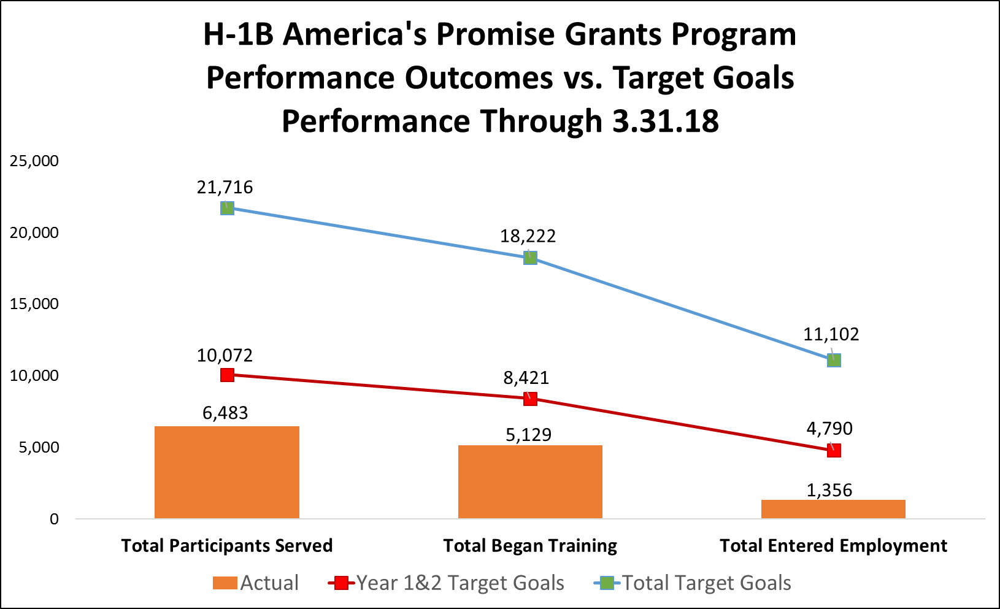 H-1B America's Promise Grants Program
Performance Outcomes vs. Target Goals
Performance Through 3.31.18
25,000
20,000
15,000
10,000
5,000
0
21,716
18,222
11,102
10,072
8,421
4,790
6,483
5,129
1,356
Total Participants Served
Total Began Training
Total Entered Employment
Actual
Year 1&2 Target Goals
Total Target Goals